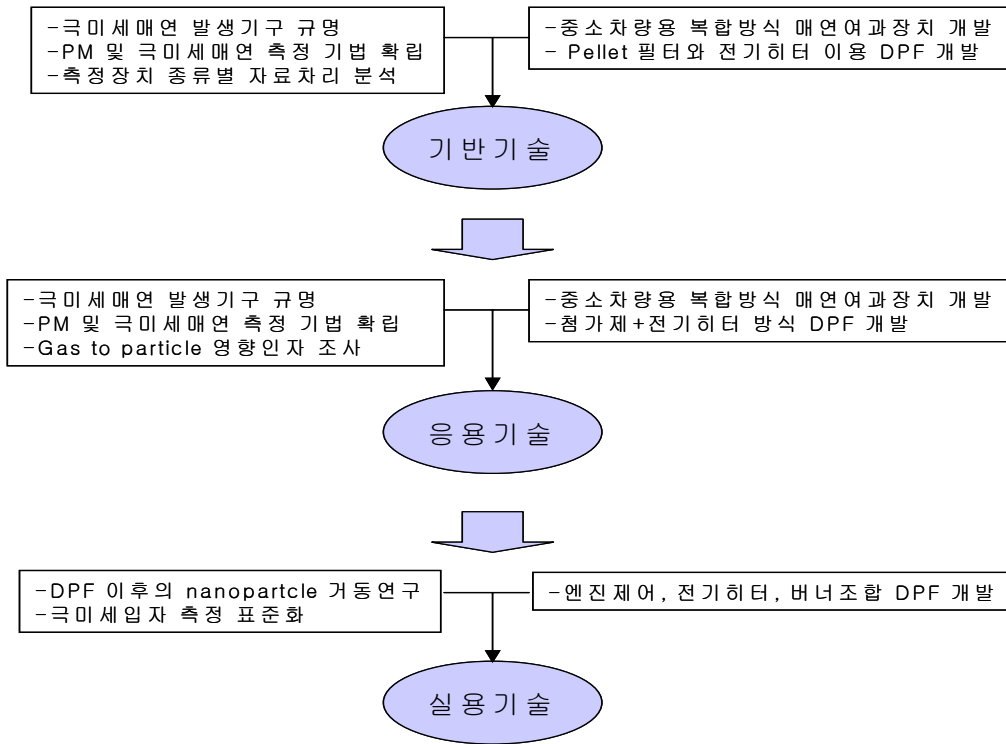 -극미세매연 발생기구 규명
-PM 및 극미세매연 측정 기법 확립
-측정장치 종류별 자료차리 분석
-중소차량용 복합방식 매연여과장치 개발
- Pellet 필터와 전기히터 이용 DPF 개발
기반기술
-극미세매연 발생기구 규명
-PM 및 극미세매연 측정 기법 확립
-Gas to particle 영향인자 조사
-중소차량용 복합방식 매연여과장치 개발
-첨가제+전기히터 방식 DPF 개발
응용기술
-DPF 이후의 nanopartcle 거동연구
-극미세입자 측정 표준화
-엔진제어, 전기히터, 버너조합 DPF 개발
실용기술